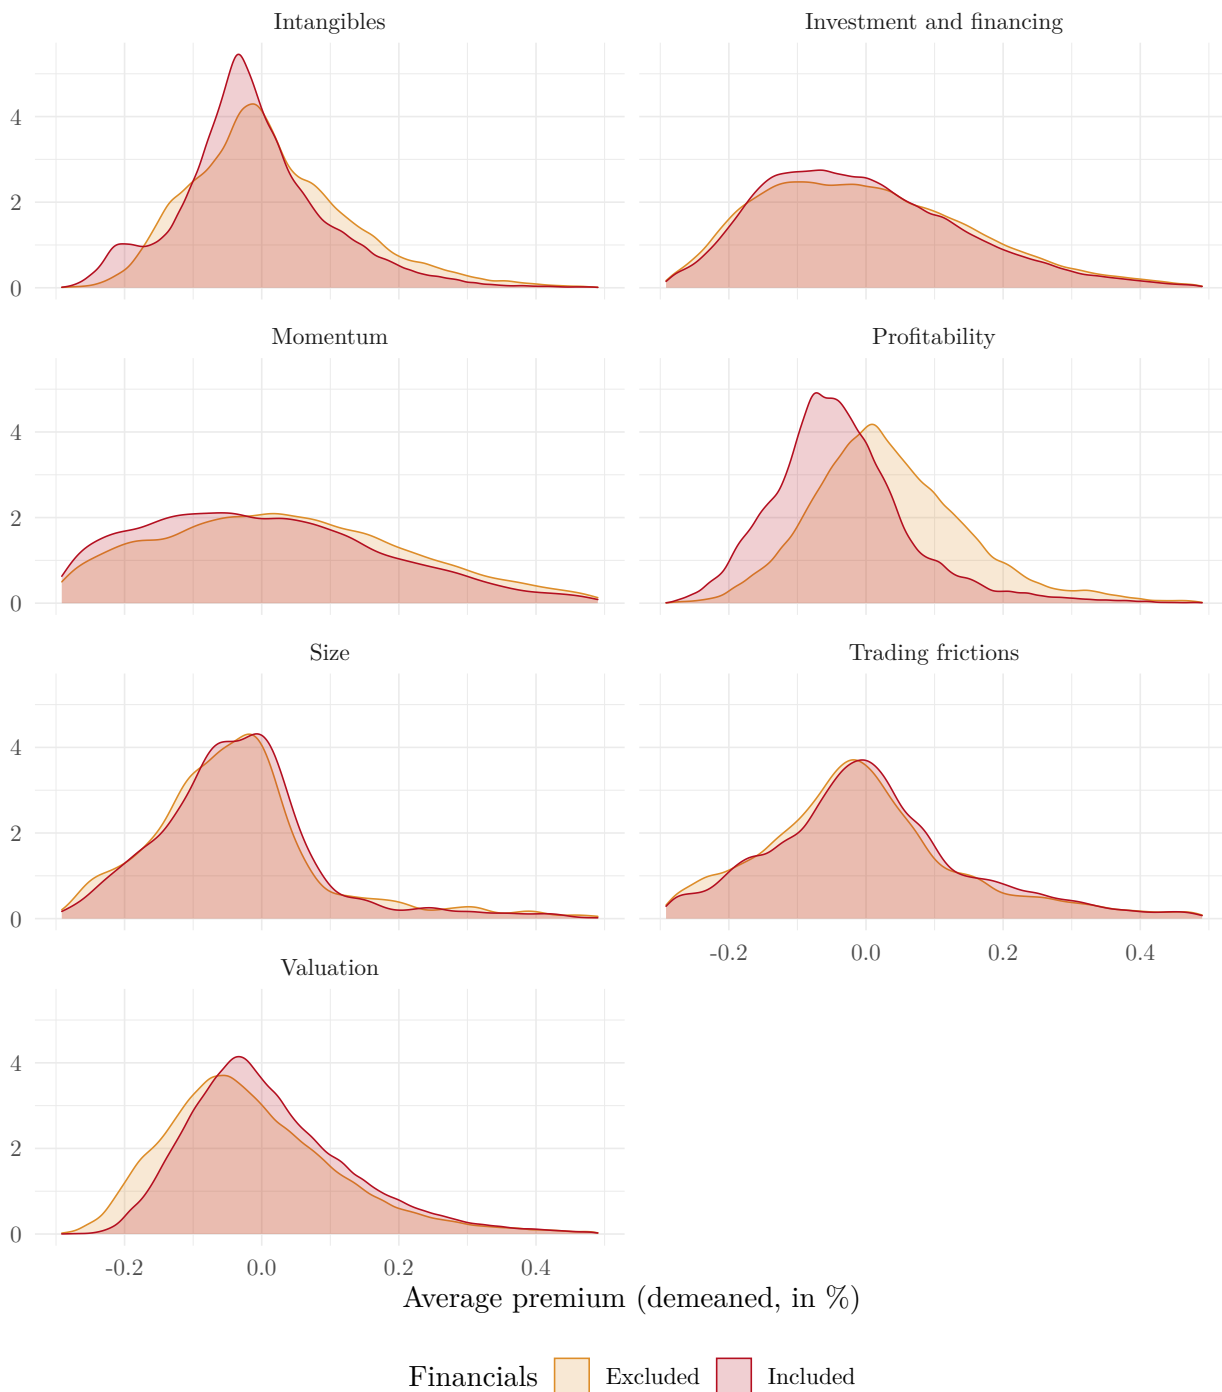 Intangibles
Investment and financing
4
2
0
Momentum
Profitability
4
2
0
Size
Trading frictions
4
2
0
-0.2 0.0 0.2 0.4
Valuation
4
2
0
-0.2 0.0 0.2 0.4
Average premium (demeaned, in %)
Financials Excluded Included